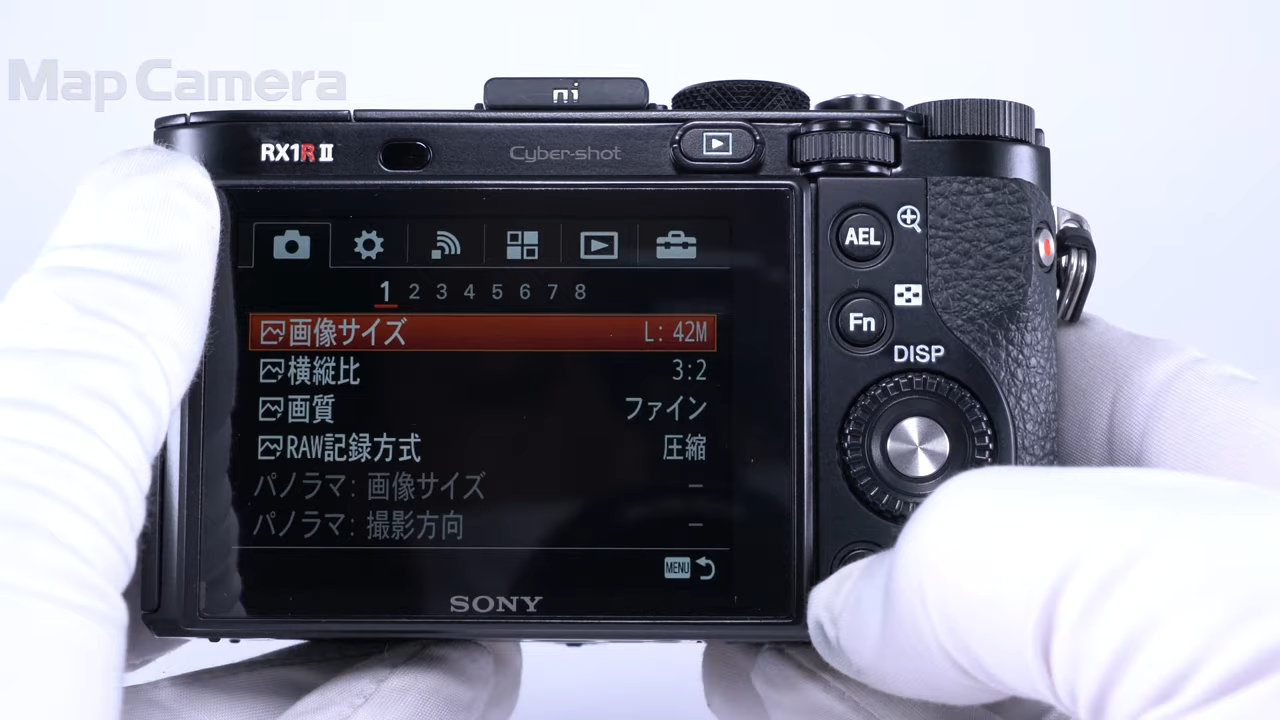 Map Camera
ni
RX1R II
Cyber-shot
AEL
1 2 3 4 5 6 7 8
画像サイズ L: 42M
Fn
横縦比 3:2
DISP
画質 ファイン
RAW記録方式 圧縮
パノラマ: 画像サイズ －
パノラマ: 撮影方向 －
MENU
SONY